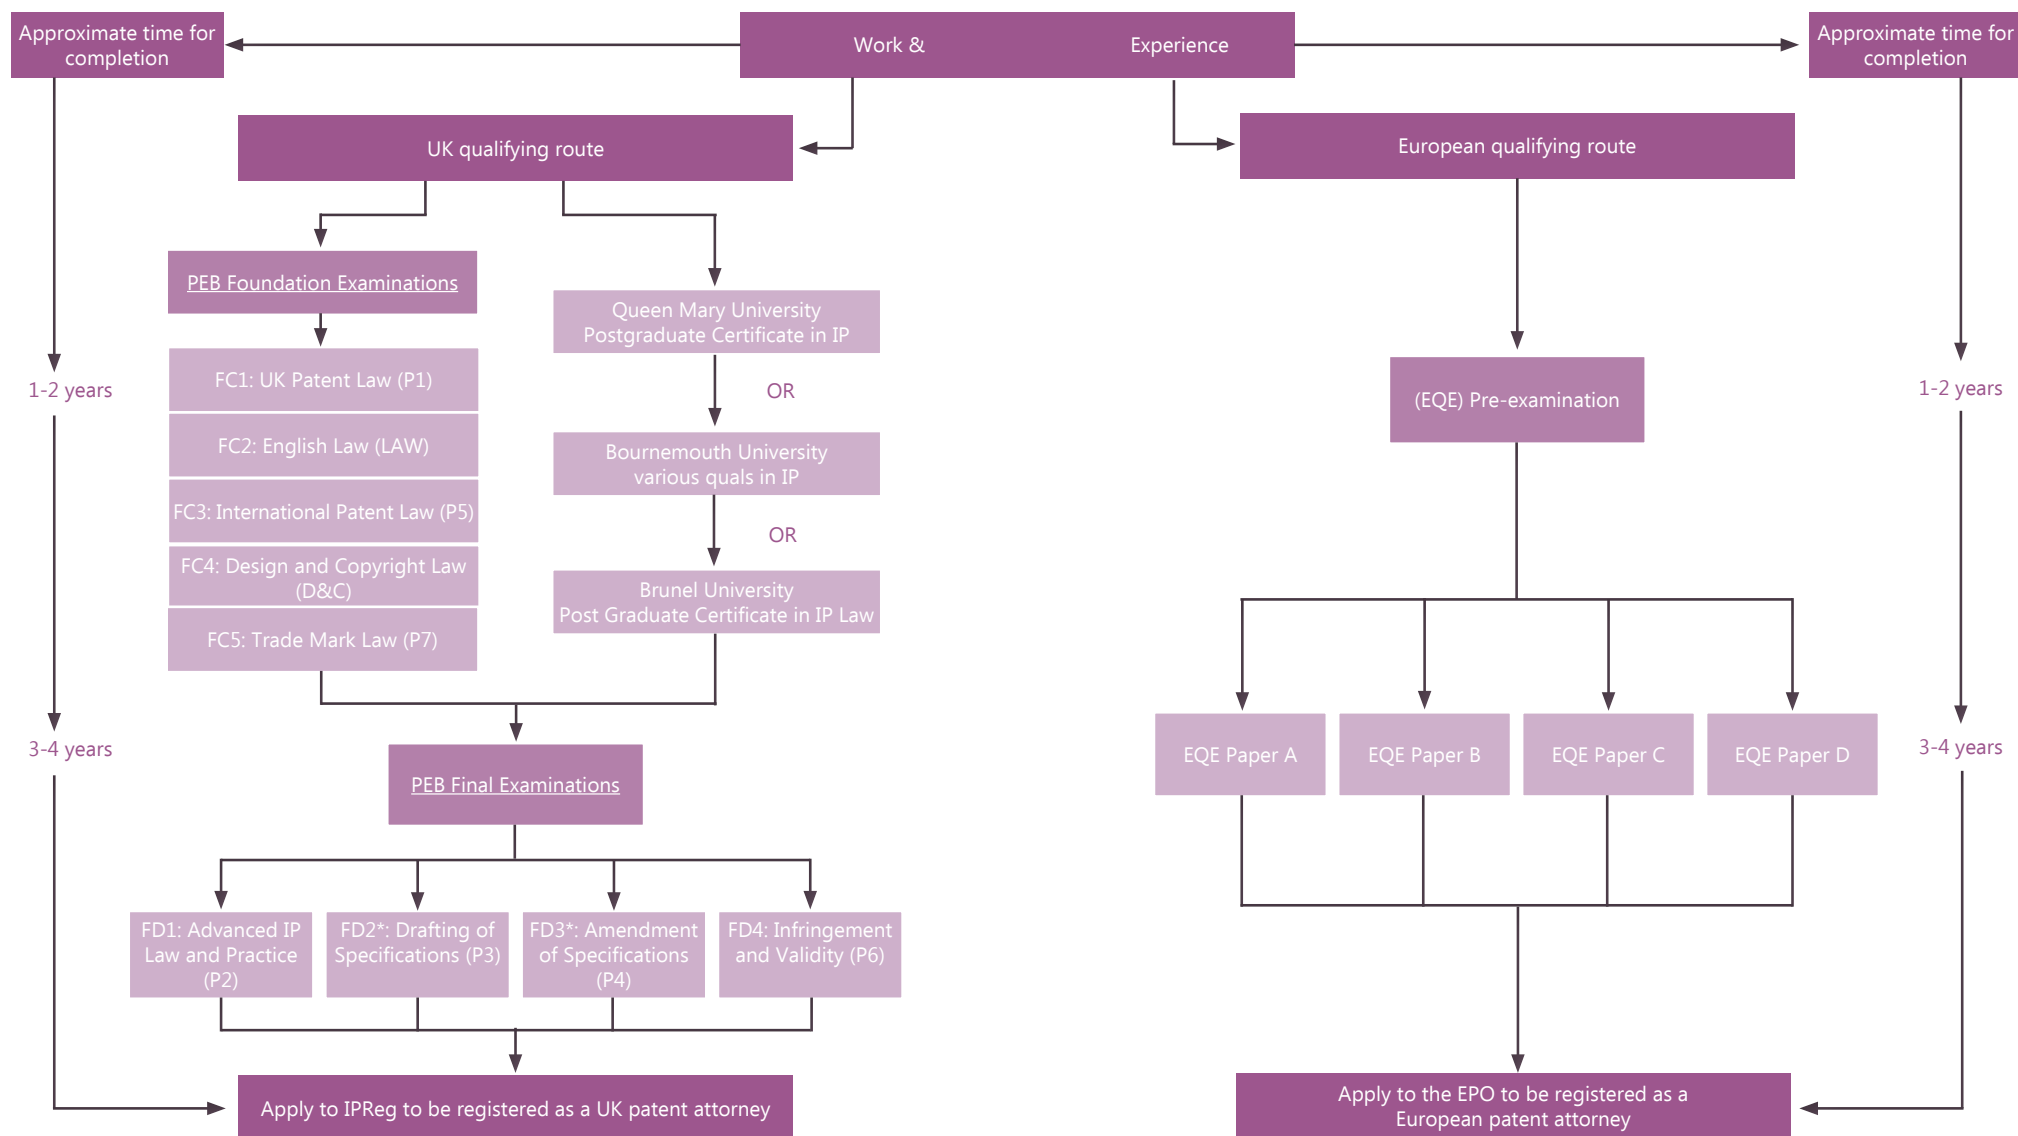 Approximate time for
completion
Work & Experience
Approximate time for
completion
UK qualifying route
European qualifying route
PEB Foundation Examinations
Queen Mary University
Postgraduate Certificate in IP
FC1: UK Patent Law (P1)
1-2 years
OR
(EQE) Pre-examination
1-2 years
FC2: English Law (LAW)
Bournemouth University
various quals in IP
FC3: International Patent Law (P5)
OR
FC4: Design and Copyright Law
(D&C)
Brunel University
Post Graduate Certificate in IP Law
FC5: Trade Mark Law (P7)
3-4 years
PEB Final Examinations
EQE Paper A
EQE Paper B
EQE Paper C
EQE Paper D
3-4 years
FD1: Advanced IP
Law and Practice
(P2)
FD2*: Drafting of
Specifications (P3)
FD3*: Amendment
of Specifications
(P4)
FD4: Infringement
and Validity (P6)
Apply to IPReg to be registered as a UK patent attorney
Apply to the EPO to be registered as a
European patent attorney